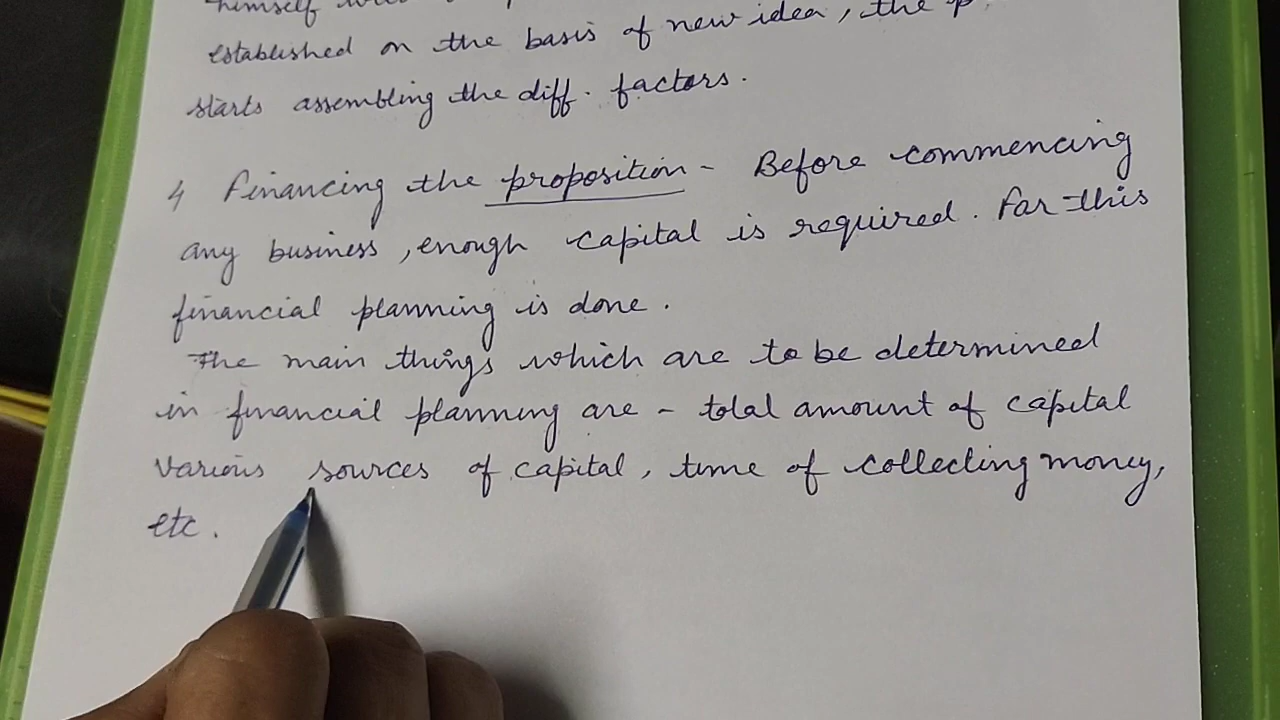 himself
established on the basis of new idea, the
starts assembling the diff. factors.
4 Financing the proposition - Before commencing
any business, enough capital is required. For this
financial planning is done.
The main things which are to be determined
in financial planning are - total amount of capital
various sources of capital, time of collecting money,
etc.